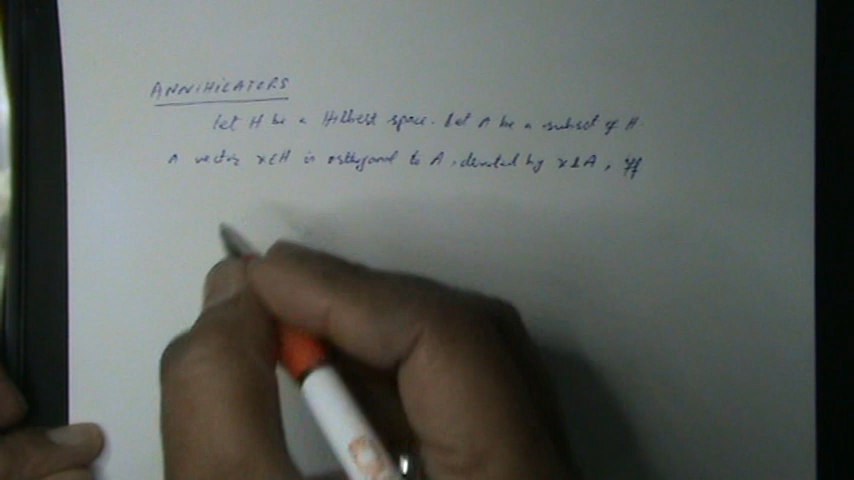 ANNIHILATORS
Let H be a Hilbert space. Let A be a subset of H.
A vector x∈H is orthogonal to A, denoted by x⊥A, iff